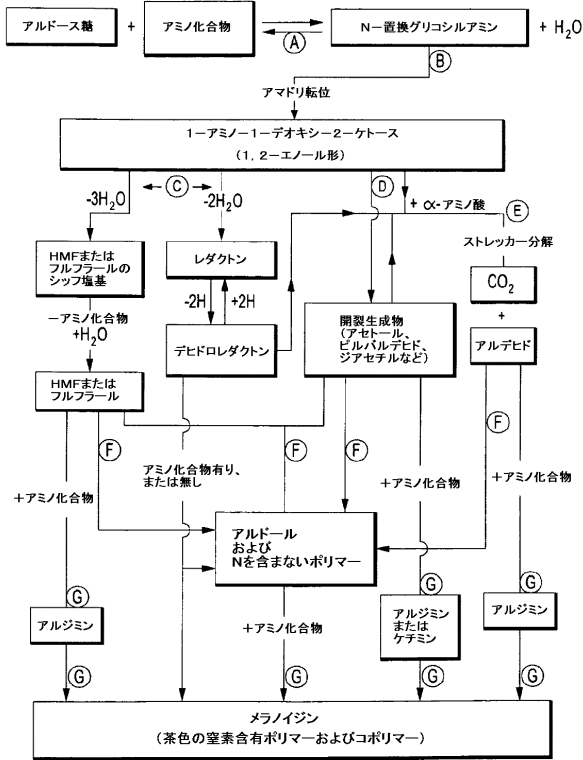 アルドース糖 + アミノ化合物 N－置換グリコシルアミン + H₂O
A
B
アマドリ転位
1－アミノ－1－デオキシ－2－ケトース
(1, 2－エノール形)
C
D
-3H₂O
-2H₂O
+ α-アミノ酸
E
ストレッカー分解
HMFまたは
フルフラールの
シッフ塩基
レダクトン
CO₂
+
アルデヒド
-2H +2H
－アミノ化合物
+H₂O
デヒドロレダクトン
開裂生成物
(アセトール、
ピルバルデヒド、
ジアセチルなど)
HMFまたは
フルフラール
F
F
F
F
アミノ化合物有り、
または無し
＋アミノ化合物
＋アミノ化合物
＋アミノ化合物
アルドール
および
Nを含まないポリマー
G
G
G
アルジミン
アルジミン
または
ケチミン
アルジミン
＋アミノ化合物
G
G
G
G
メラノイジン
(茶色の窒素含有ポリマーおよびコポリマー)